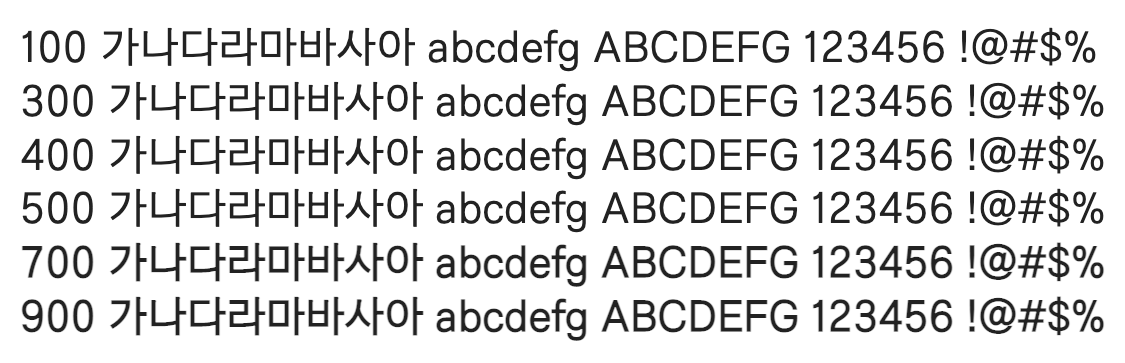 100 가나다라마바사아 abcdefg ABCDEFG 123456 !@#$%
300 가나다라마바사아 abcdefg ABCDEFG 123456 !@#$%
400 가나다라마바사아 abcdefg ABCDEFG 123456 !@#$%
500 가나다라마바사아 abcdefg ABCDEFG 123456 !@#$%
700 가나다라마바사아 abcdefg ABCDEFG 123456 !@#$%
900 가나다라마바사아 abcdefg ABCDEFG 123456 !@#$%